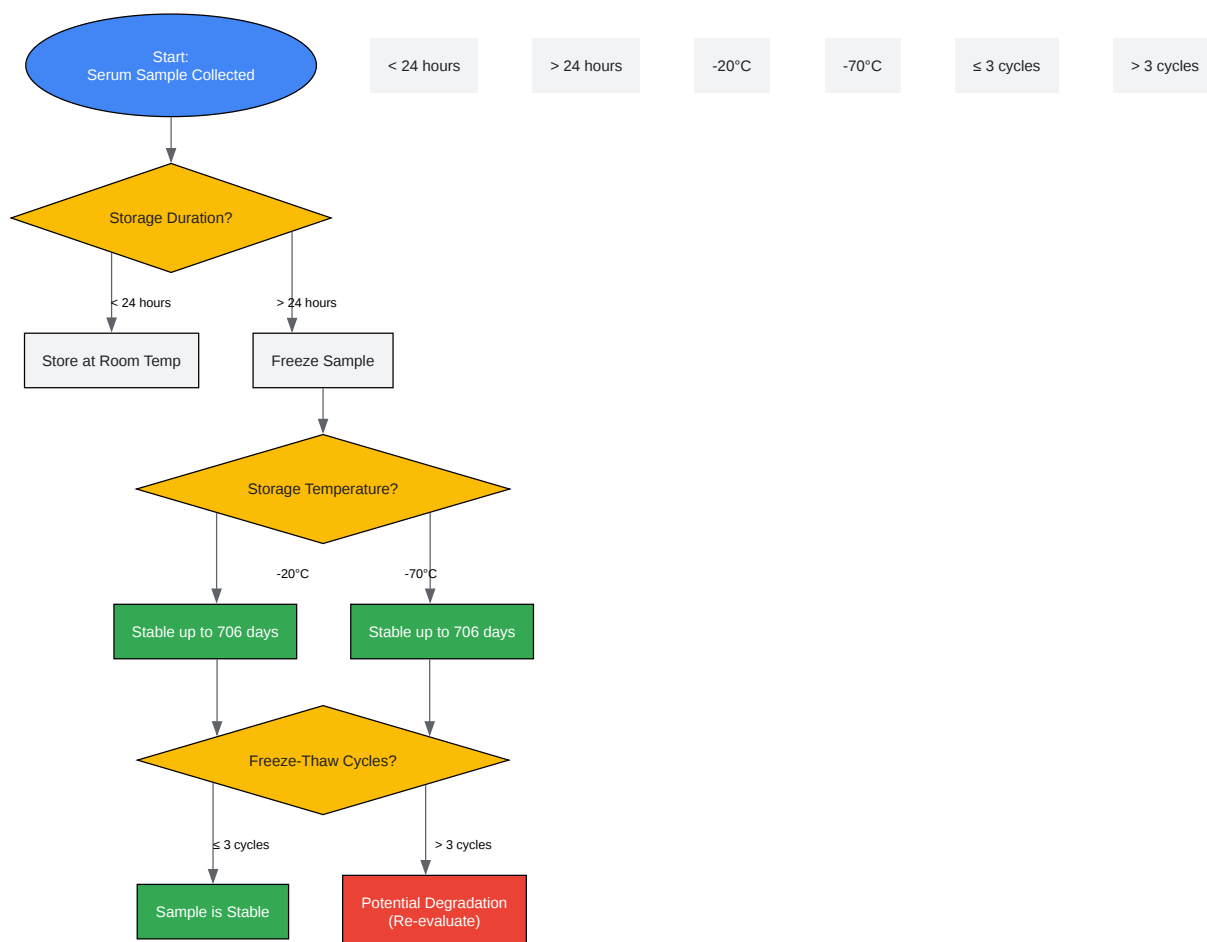 Start:
Serum Sample Collected
< 24 hours
> 24 hours
-20°C
-70°C
≤ 3 cycles
> 3 cycles
Storage Duration?
< 24 hours
> 24 hours
Store at Room Temp
Freeze Sample
Storage Temperature?
-20°C
-70°C
Stable up to 706 days
Stable up to 706 days
Freeze-Thaw Cycles?
≤ 3 cycles
> 3 cycles
Sample is Stable
Potential Degradation
(Re-evaluate)